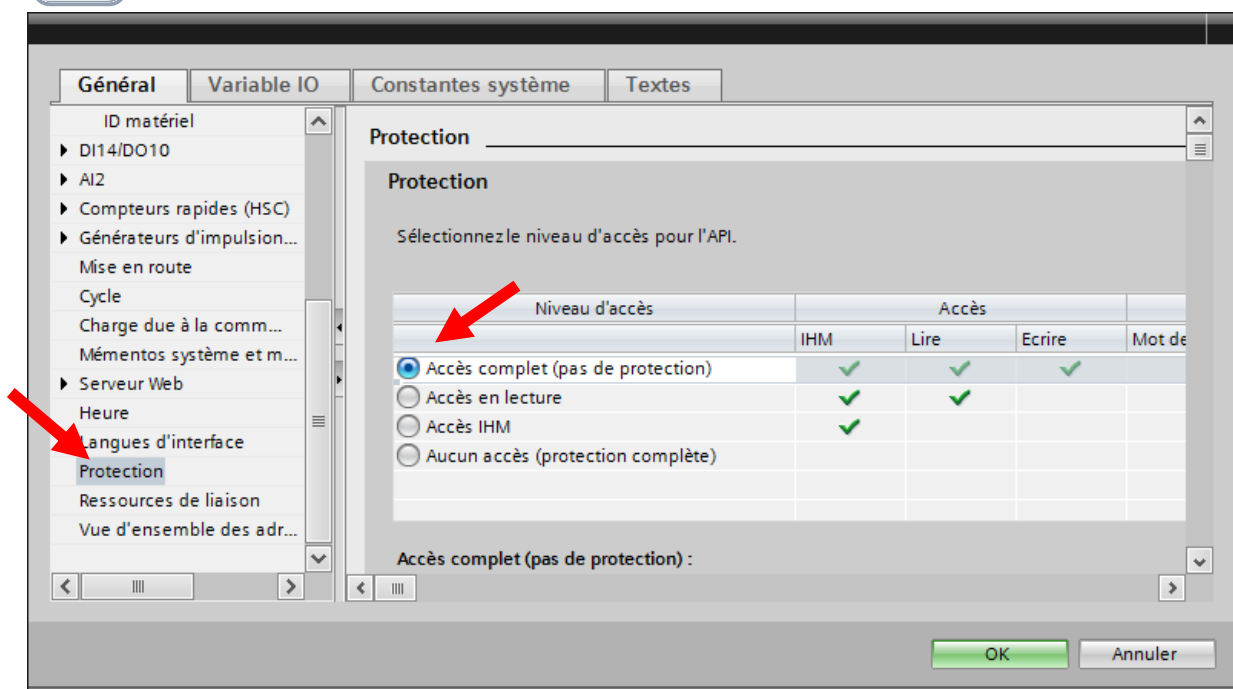 Général Variable IO Constantes système Textes
ID matériel
DI14/DO10
AI2
Compteurs rapides (HSC)
Générateurs d'impulsion...
Mise en route
Cycle
Charge due à la comm...
Mémentos système et m...
Serveur Web
Heure
Langues d'interface
Protection
Ressources de liaison
Vue d'ensemble des adr...
Protection
Protection
Sélectionnez le niveau d'accès pour l'API.
Niveau d'accès Accès
IHM Lire Ecrire Mot de
Accès complet (pas de protection)
Accès en lecture
Accès IHM
Aucun accès (protection complète)
Accès complet (pas de protection) :
OK Annuler